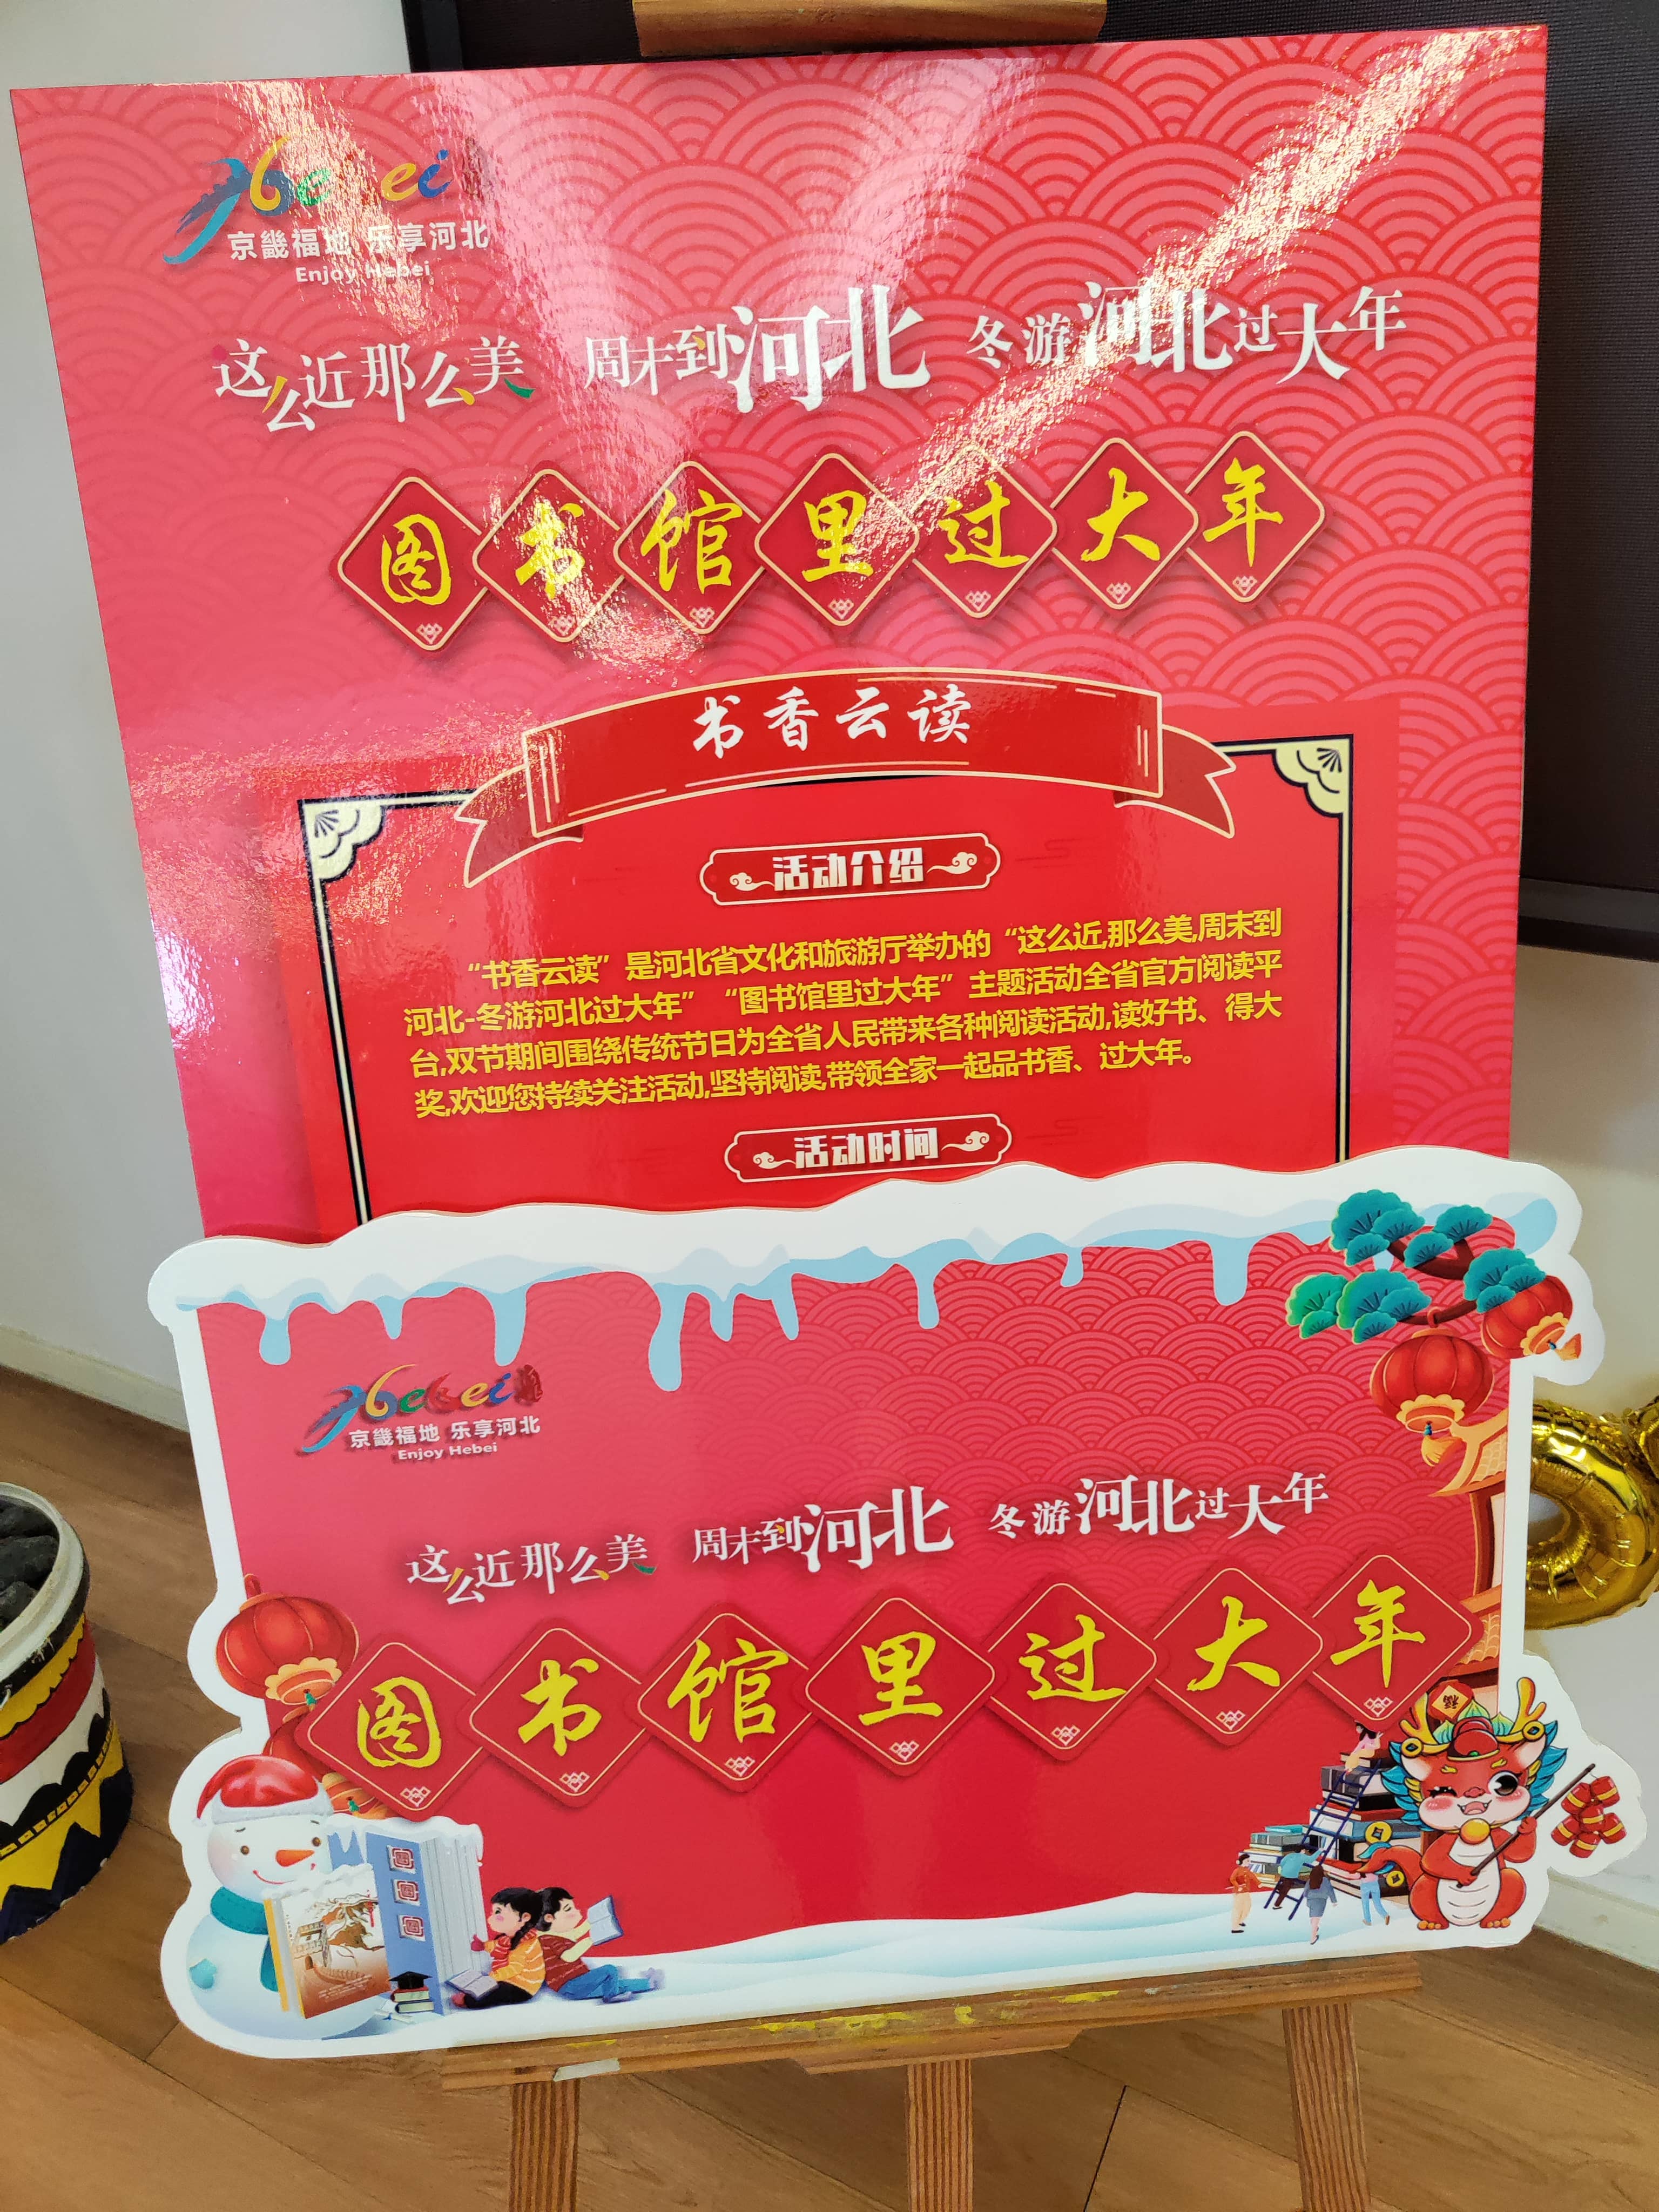 Hebei
京畿福地 乐享河北
Enjoy Hebei
这么近那么美 周末到河北 冬游河北过大年
图书馆里过大年
书香云读
活动介绍
“书香云读”是河北省文化和旅游厅举办的“这么近,那么美,周末到
河北-冬游河北过大年”“图书馆里过大年”主题活动全省官方阅读平
台,双节期间围绕传统节日为全省人民带来各种阅读活动,读好书、得大
奖,欢迎您持续关注活动,坚持阅读,带领全家一起品书香、过大年。
活动时间
Hebei
京畿福地 乐享河北
Enjoy Hebei
这么近那么美 周末到河北 冬游河北过大年
图书馆里过大年
福